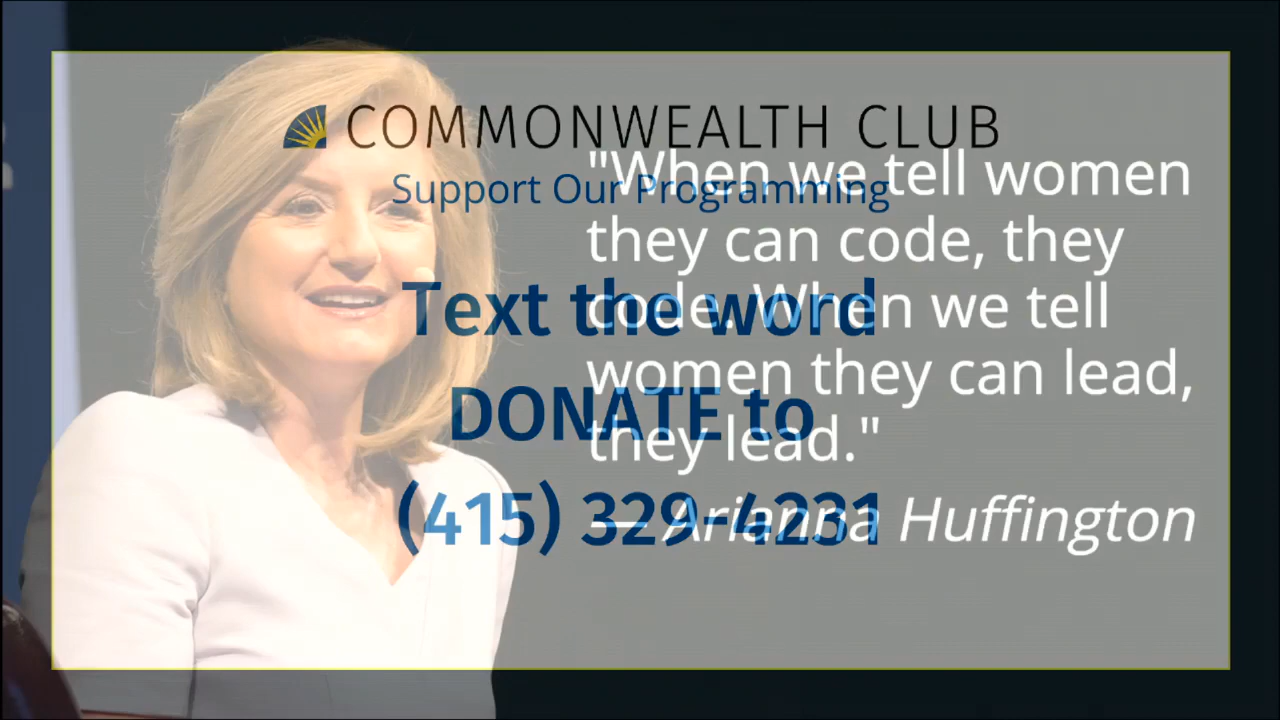 COMMONWEALTH CLUB
Support Our Programming
Text the word
DONATE to
(415) 329-4231
"When we tell women
they can code, they
code. When we tell
women they can lead,
they lead."
— Arianna Huffington